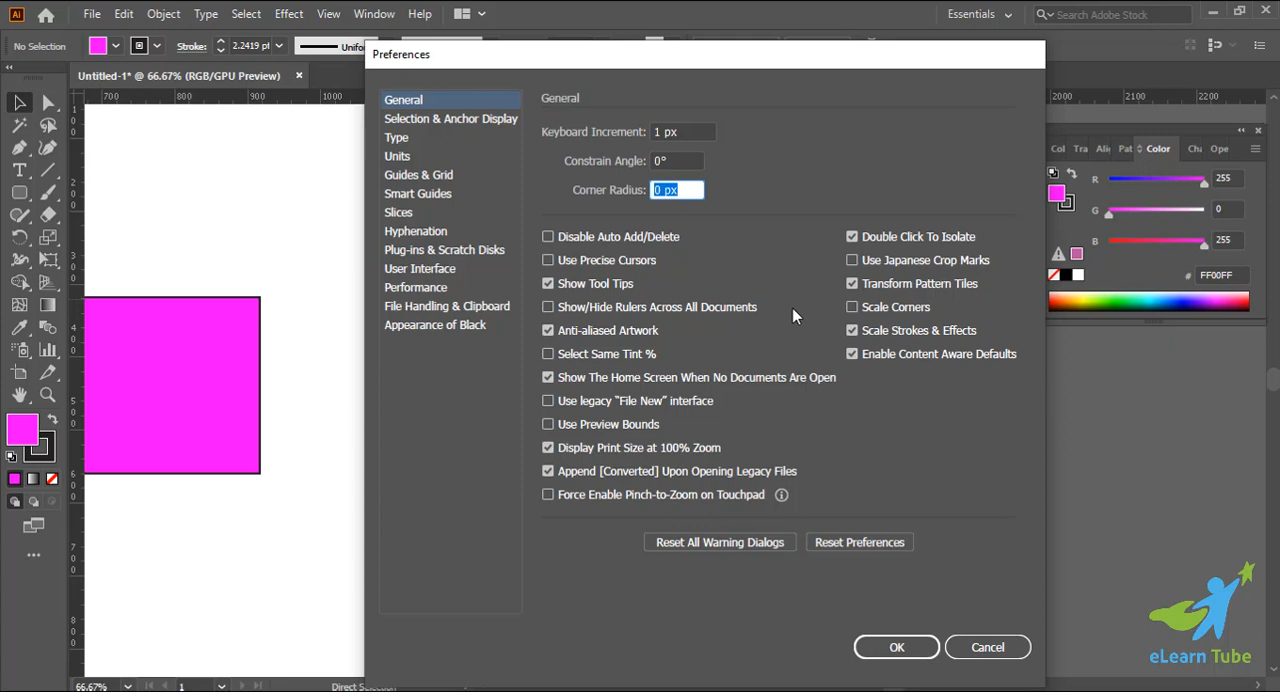 Ai File Edit Object Type Select Effect View Window Help Essentials Search Adobe Stock
No Selection Stroke: 2.2419 pt Unifo
Preferences
Untitled-1* @ 66.67% (RGB/GPU Preview) ×
700 800 900 1000 2000 2100 2200
General
Selection & Anchor Display
Type
Units
Guides & Grid
Smart Guides
Slices
Hyphenation
Plug-ins & Scratch Disks
User Interface
Performance
File Handling & Clipboard
Appearance of Black
General
Keyboard Increment: 1 px
Constrain Angle: 0°
Corner Radius: 0 px
Disable Auto Add/Delete
Use Precise Cursors
Show Tool Tips
Show/Hide Rulers Across All Documents
Anti-aliased Artwork
Select Same Tint %
Show The Home Screen When No Documents Are Open
Use legacy "File New" interface
Use Preview Bounds
Display Print Size at 100% Zoom
Append [Converted] Upon Opening Legacy Files
Force Enable Pinch-to-Zoom on Touchpad
Double Click To Isolate
Use Japanese Crop Marks
Transform Pattern Tiles
Scale Corners
Scale Strokes & Effects
Enable Content Aware Defaults
Reset All Warning Dialogs Reset Preferences
OK Cancel
Col Tra Ali Pat Color Ope
R 255
G 0
B 255
# FF00FF
eLearn Tube
66.67% 1 Direct Selection